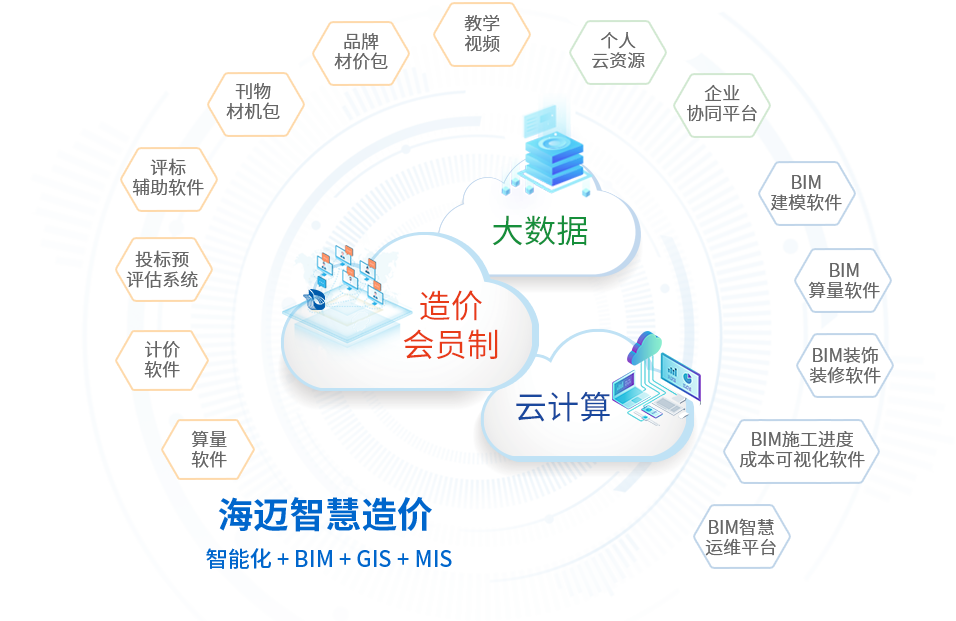 教学
视频
品牌
材价包
个人
云资源
刊物
材机包
企业
协同平台
评标
辅助软件
BIM
建模软件
大数据
投标预
评估系统
BIM
算量软件
造价
会员制
计价
软件
BIM装饰
装修软件
云计算
算量
软件
BIM施工进度
成本可视化软件
海迈智慧造价
智能化 + BIM + GIS + MIS
BIM智慧
运维平台